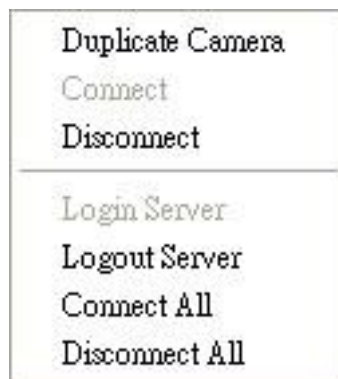 Duplicate Camera
Connect
Disconnect
Login Server
Logout Server
Connect All
Disconnect All